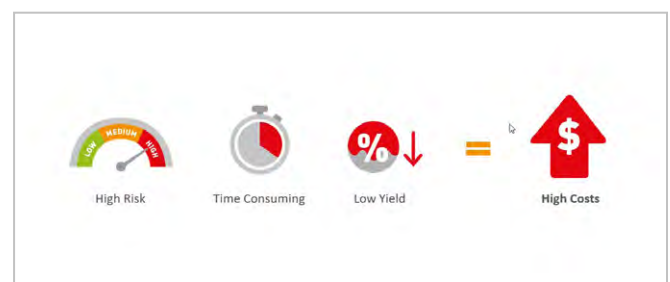 LOW MEDIUM HIGH
%
=
$
High Risk
Time Consuming
Low Yield
High Costs